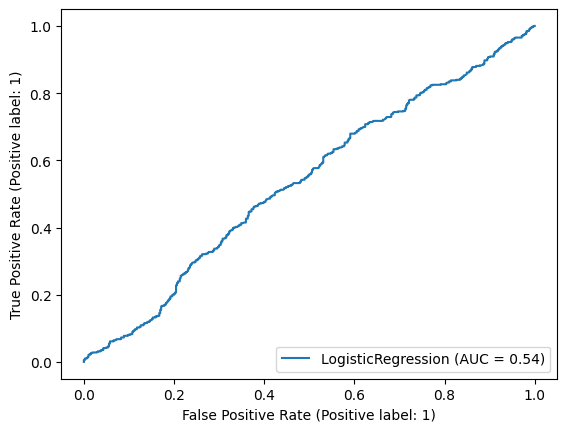 True Positive Rate (Positive label: 1)
1.0
0.8
0.6
0.4
0.2
0.0
LogisticRegression (AUC = 0.54)
0.0 0.2 0.4 0.6 0.8 1.0
False Positive Rate (Positive label: 1)